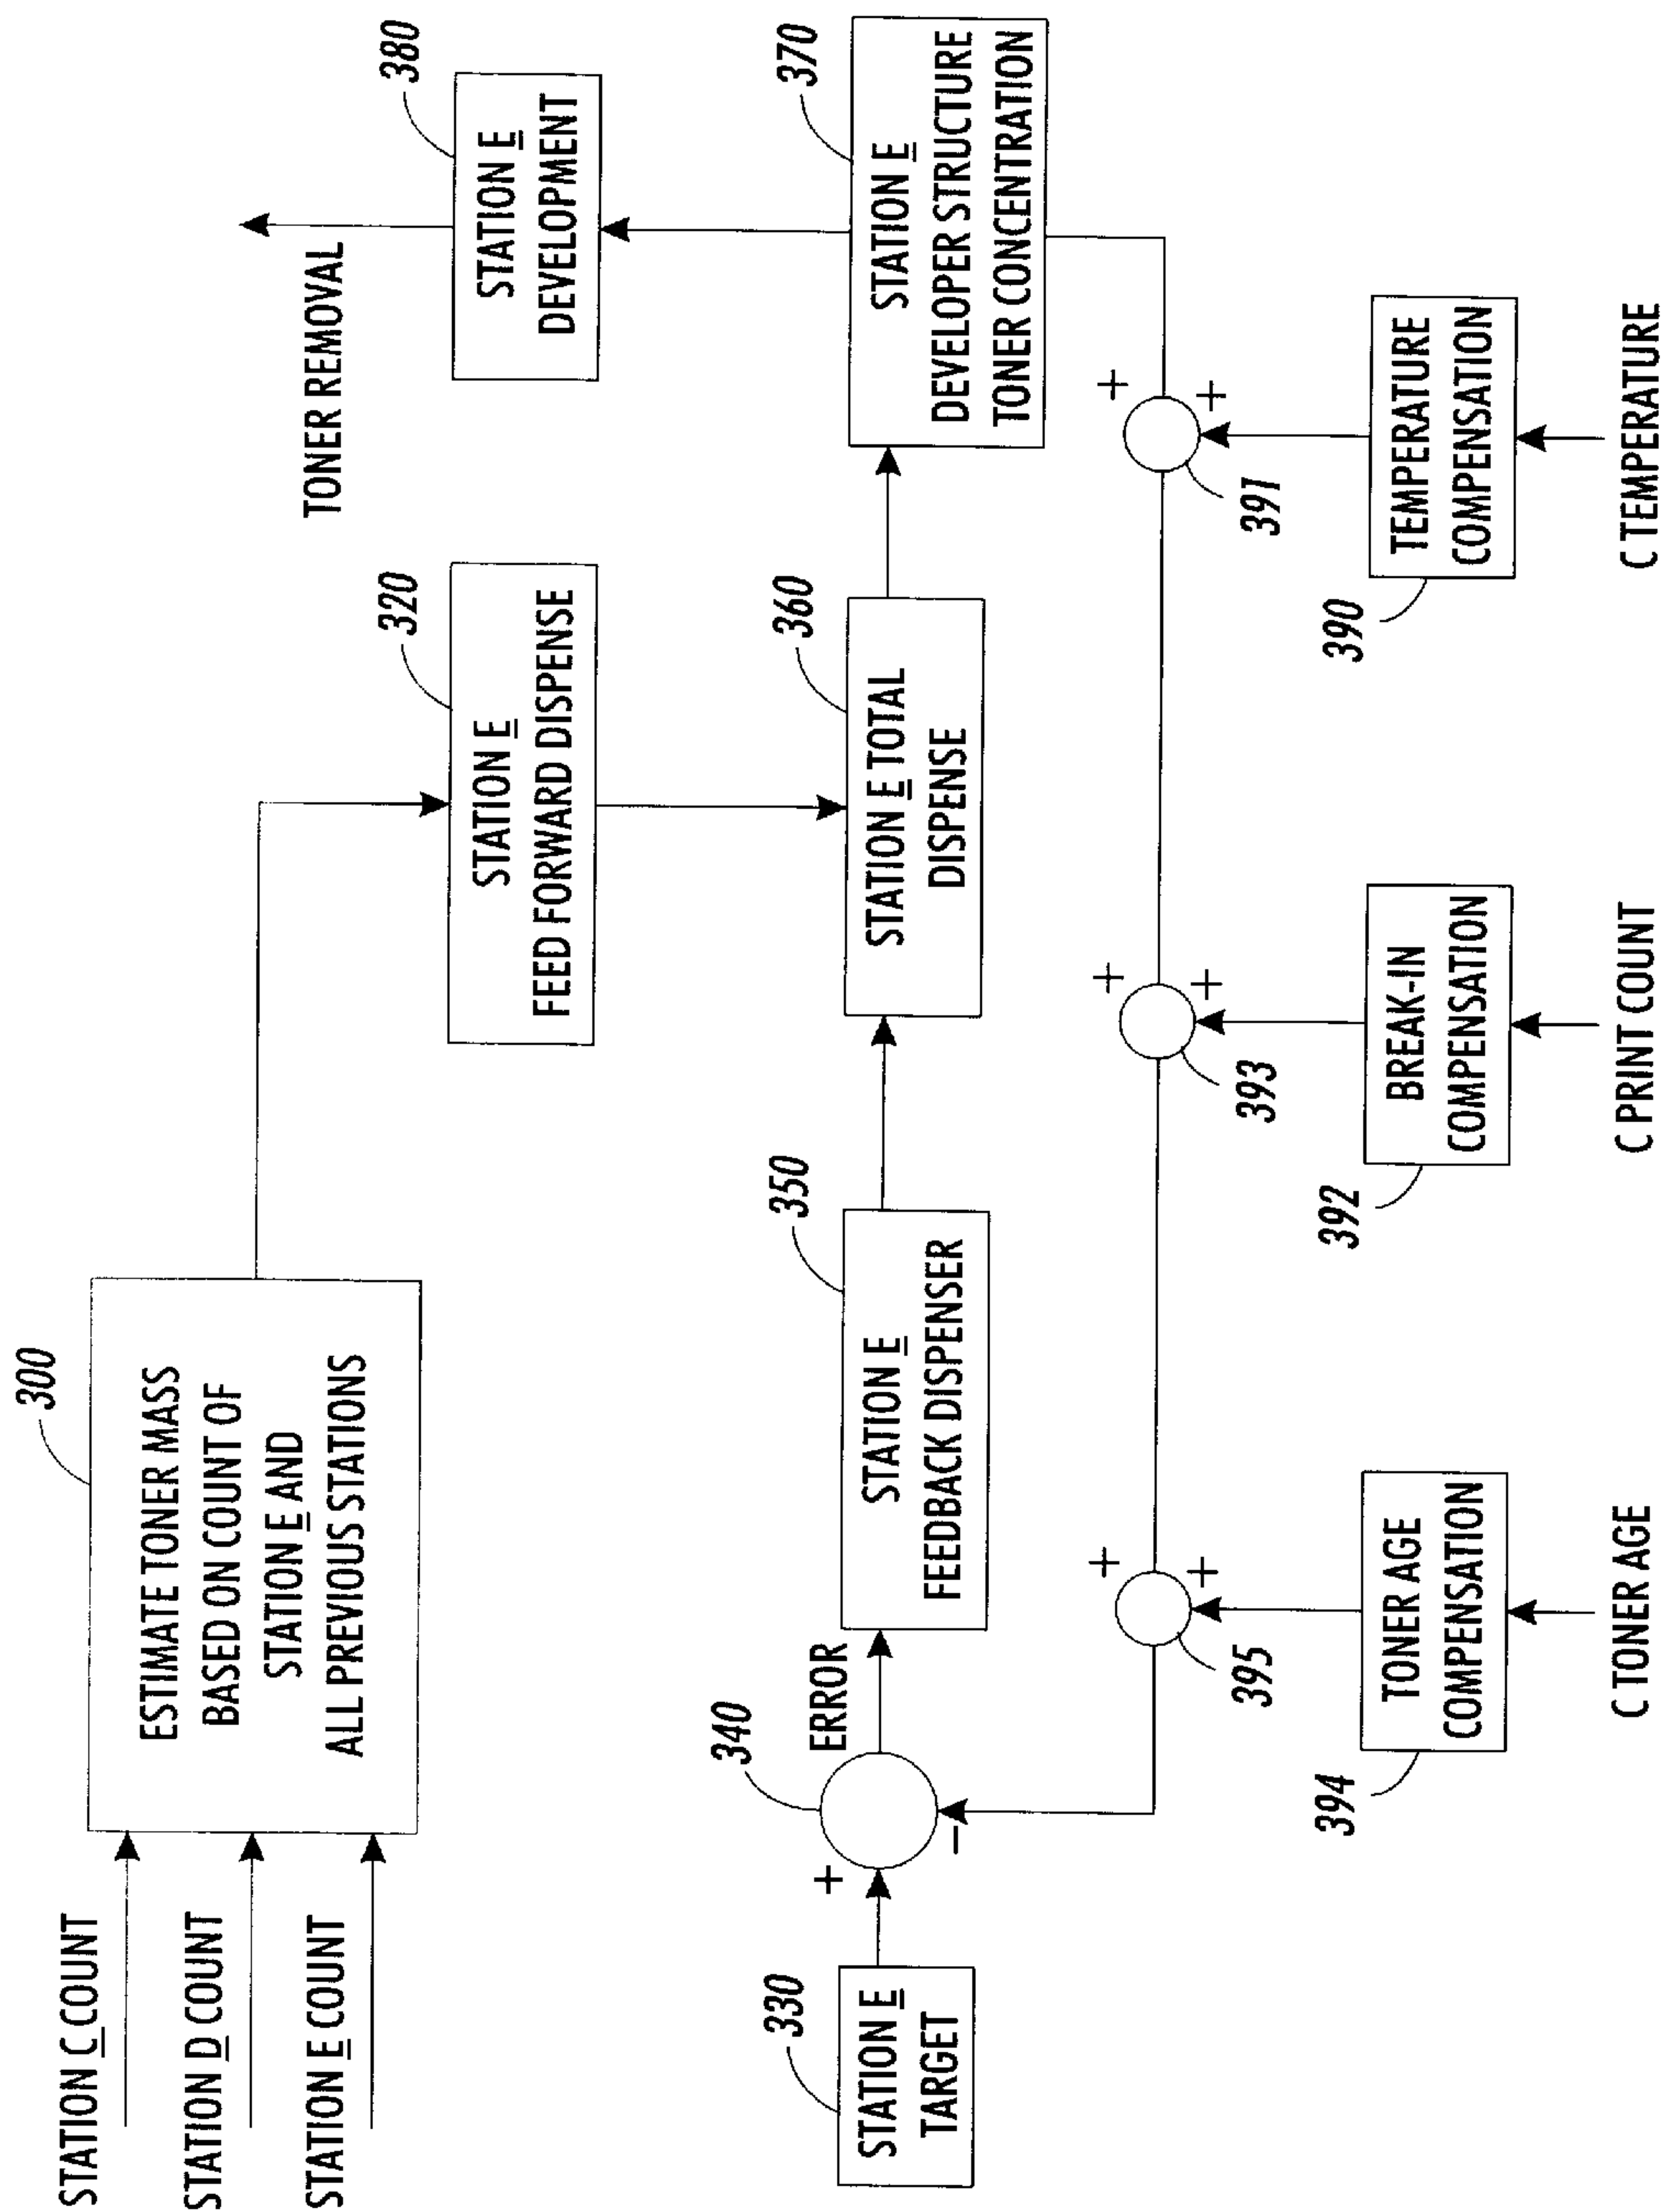 STATION C COUNT
STATION D COUNT
STATION E COUNT
300
ESTIMATE TONER MASS
BASED ON COUNT OF
STATION E AND
ALL PREVIOUS STATIONS
320
STATION E
FEED FORWARD DISPENSE
TONER REMOVAL
380
STATION E
DEVELOPMENT
330
STATION E
TARGET
+
-
340
ERROR
350
STATION E
FEEDBACK DISPENSER
360
STATION E TOTAL
DISPENSE
370
STATION E
DEVELOPER STRUCTURE
TONER CONCENTRATION
+
+
395
+
+
393
+
+
391
394
TONER AGE
COMPENSATION
C TONER AGE
392
BREAK-IN
COMPENSATION
C PRINT COUNT
390
TEMPERATURE
COMPENSATION
C TEMPERATURE